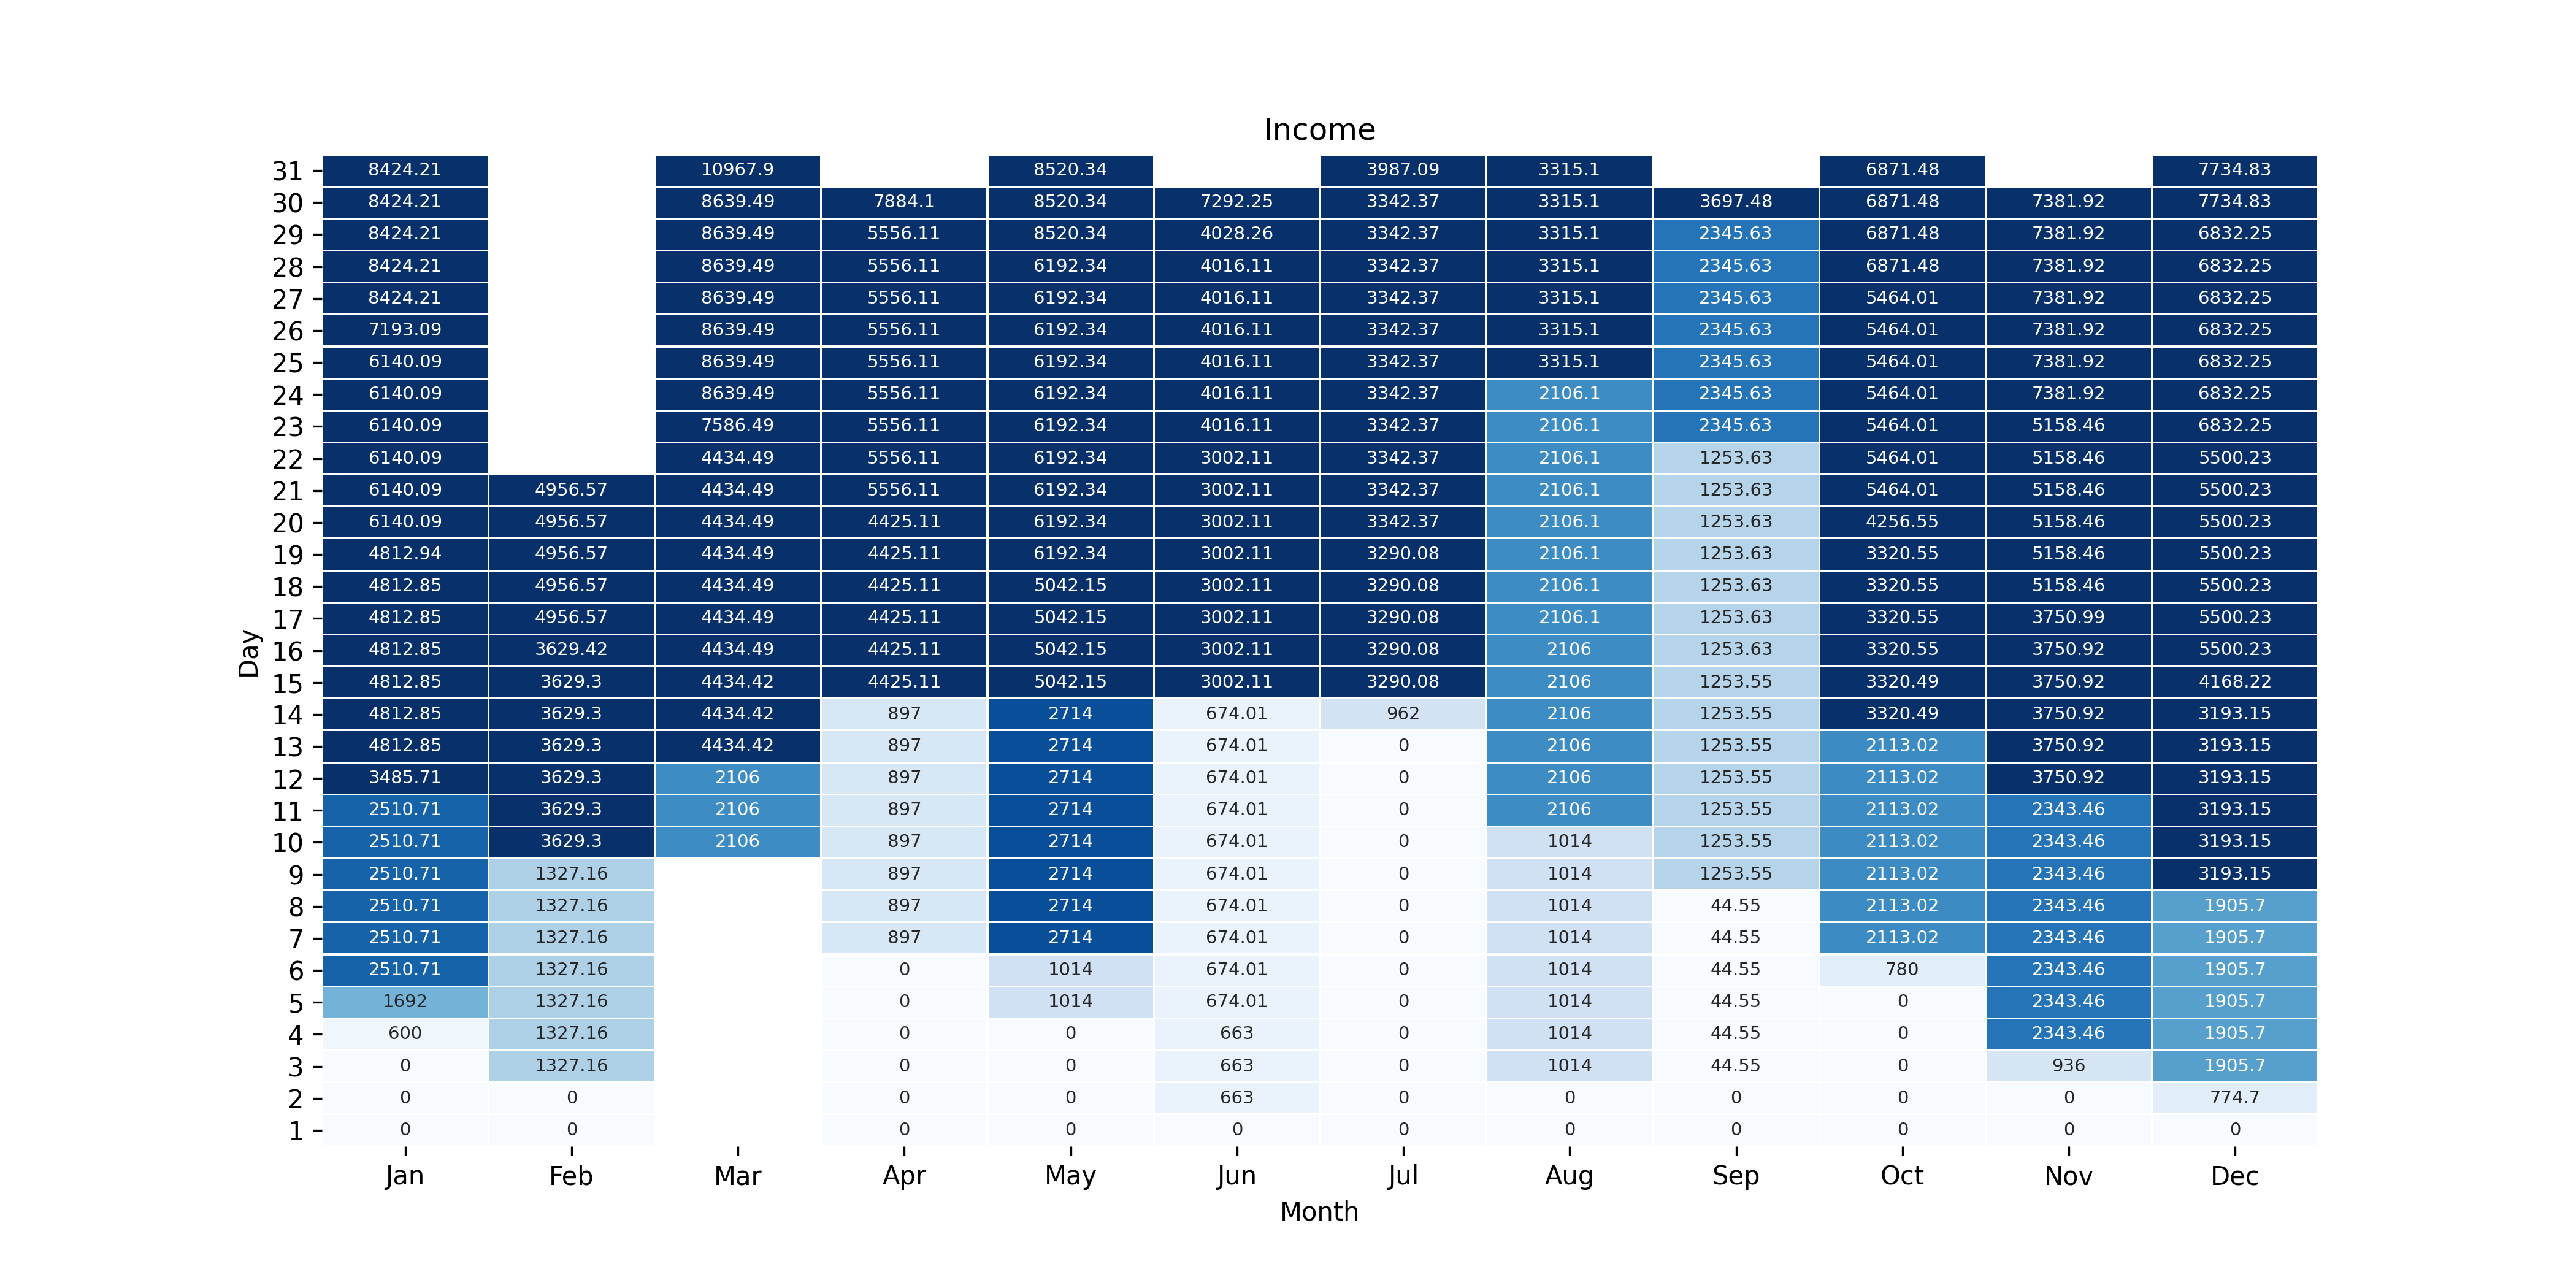 Income
31 8424.21 10967.9 8520.34 3987.09 3315.1 6871.48 7734.83
30 8424.21 8639.49 7884.1 8520.34 7292.25 3342.37 3315.1 3697.48 6871.48 7381.92 7734.83
29 8424.21 8639.49 5556.11 8520.34 4028.26 3342.37 3315.1 2345.63 6871.48 7381.92 6832.25
28 8424.21 8639.49 5556.11 6192.34 4016.11 3342.37 3315.1 2345.63 6871.48 7381.92 6832.25
27 8424.21 8639.49 5556.11 6192.34 4016.11 3342.37 3315.1 2345.63 5464.01 7381.92 6832.25
26 7193.09 8639.49 5556.11 6192.34 4016.11 3342.37 3315.1 2345.63 5464.01 7381.92 6832.25
25 6140.09 8639.49 5556.11 6192.34 4016.11 3342.37 3315.1 2345.63 5464.01 7381.92 6832.25
24 6140.09 8639.49 5556.11 6192.34 4016.11 3342.37 2106.1 2345.63 5464.01 7381.92 6832.25
23 6140.09 7586.49 5556.11 6192.34 4016.11 3342.37 2106.1 2345.63 5464.01 5158.46 6832.25
22 6140.09 4434.49 5556.11 6192.34 3002.11 3342.37 2106.1 1253.63 5464.01 5158.46 5500.23
21 6140.09 4956.57 4434.49 5556.11 6192.34 3002.11 3342.37 2106.1 1253.63 5464.01 5158.46 5500.23
20 6140.09 4956.57 4434.49 4425.11 6192.34 3002.11 3342.37 2106.1 1253.63 4256.55 5158.46 5500.23
19 4812.94 4956.57 4434.49 4425.11 6192.34 3002.11 3290.08 2106.1 1253.63 3320.55 5158.46 5500.23
18 4812.85 4956.57 4434.49 4425.11 5042.15 3002.11 3290.08 2106.1 1253.63 3320.55 5158.46 5500.23
17 4812.85 4956.57 4434.49 4425.11 5042.15 3002.11 3290.08 2106.1 1253.63 3320.55 3750.99 5500.23
16 4812.85 3629.42 4434.49 4425.11 5042.15 3002.11 3290.08 2106 1253.63 3320.55 3750.92 5500.23
15 4812.85 3629.3 4434.42 4425.11 5042.15 3002.11 3290.08 2106 1253.55 3320.49 3750.92 4168.22
14 4812.85 3629.3 4434.42 897 2714 674.01 962 2106 1253.55 3320.49 3750.92 3193.15
13 4812.85 3629.3 4434.42 897 2714 674.01 0 2106 1253.55 2113.02 3750.92 3193.15
12 3485.71 3629.3 2106 897 2714 674.01 0 2106 1253.55 2113.02 3750.92 3193.15
11 2510.71 3629.3 2106 897 2714 674.01 0 2106 1253.55 2113.02 2343.46 3193.15
10 2510.71 3629.3 2106 897 2714 674.01 0 1014 1253.55 2113.02 2343.46 3193.15
9 2510.71 1327.16 897 2714 674.01 0 1014 1253.55 2113.02 2343.46 3193.15
8 2510.71 1327.16 897 2714 674.01 0 1014 44.55 2113.02 2343.46 1905.7
7 2510.71 1327.16 897 2714 674.01 0 1014 44.55 2113.02 2343.46 1905.7
6 2510.71 1327.16 0 1014 674.01 0 1014 44.55 780 2343.46 1905.7
5 1692 1327.16 0 1014 674.01 0 1014 44.55 0 2343.46 1905.7
4 600 1327.16 0 0 663 0 1014 44.55 0 2343.46 1905.7
3 0 1327.16 0 0 663 0 1014 44.55 0 936 1905.7
2 0 0 0 0 663 0 0 0 0 0 774.7
1 0 0 0 0 0 0 0 0 0 0 0
Jan Feb Mar Apr May Jun Jul Aug Sep Oct Nov Dec
Month
Day